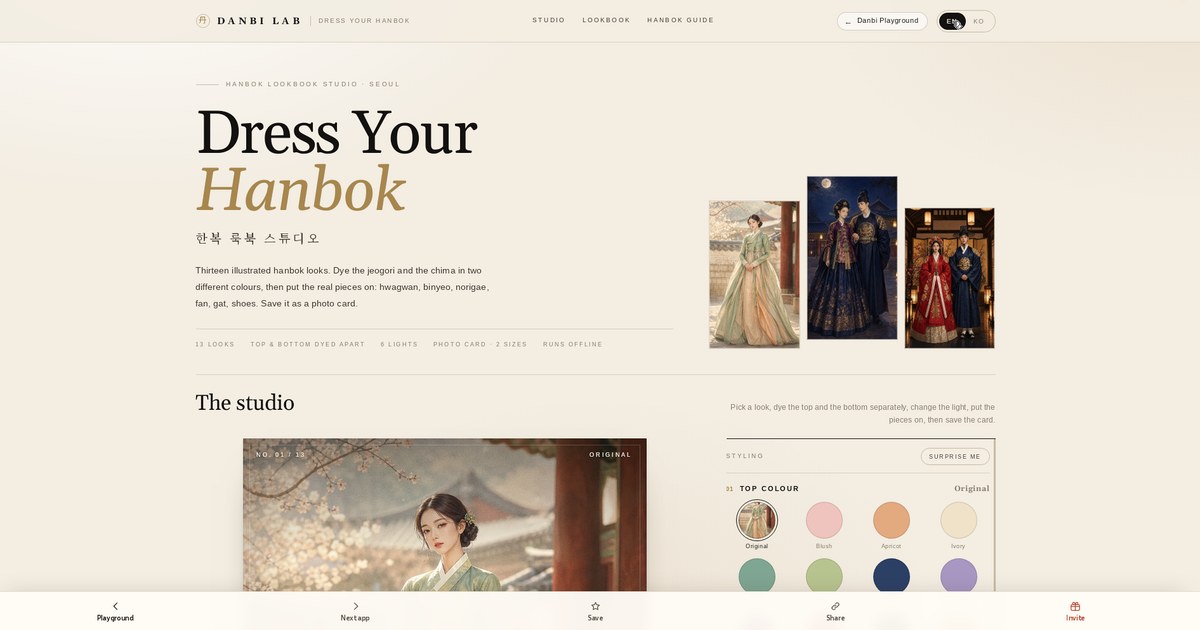 DANBI LAB
DRESS YOUR HANBOK
STUDIO
LOOKBOOK
HANBOK GUIDE
← Danbi Playground
KO
HANBOK LOOKBOOK STUDIO · SEOUL
Dress Your
Hanbok
한복 룩북 스튜디오
Thirteen illustrated hanbok looks. Dye the jeogori and the chima in two
different colours, then put the real pieces on: hwagwan, binyeo, norigae,
fan, gat, shoes. Save it as a photo card.
13 LOOKS
TOP & BOTTOM DYED APART
6 LIGHTS
PHOTO CARD · 2 SIZES
RUNS OFFLINE
The studio
Pick a look, dye the top and the bottom separately, change the light, put the
pieces on, then save the card.
NO. 01 / 13
ORIGINAL
STYLING
SURPRISE ME
01 TOP COLOUR
Original
Original
Blush
Apricot
Ivory
Playground
Next app
Save
Share
Invite